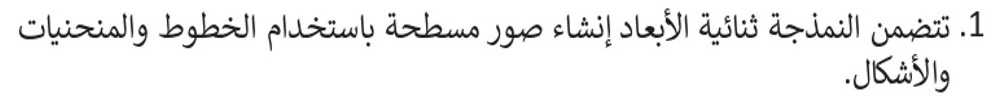 1. تتضمن النمذجة ثنائية الأبعاد إنشاء صور مسطحة باستخدام الخطوط والمنحنيات
والأشكال.